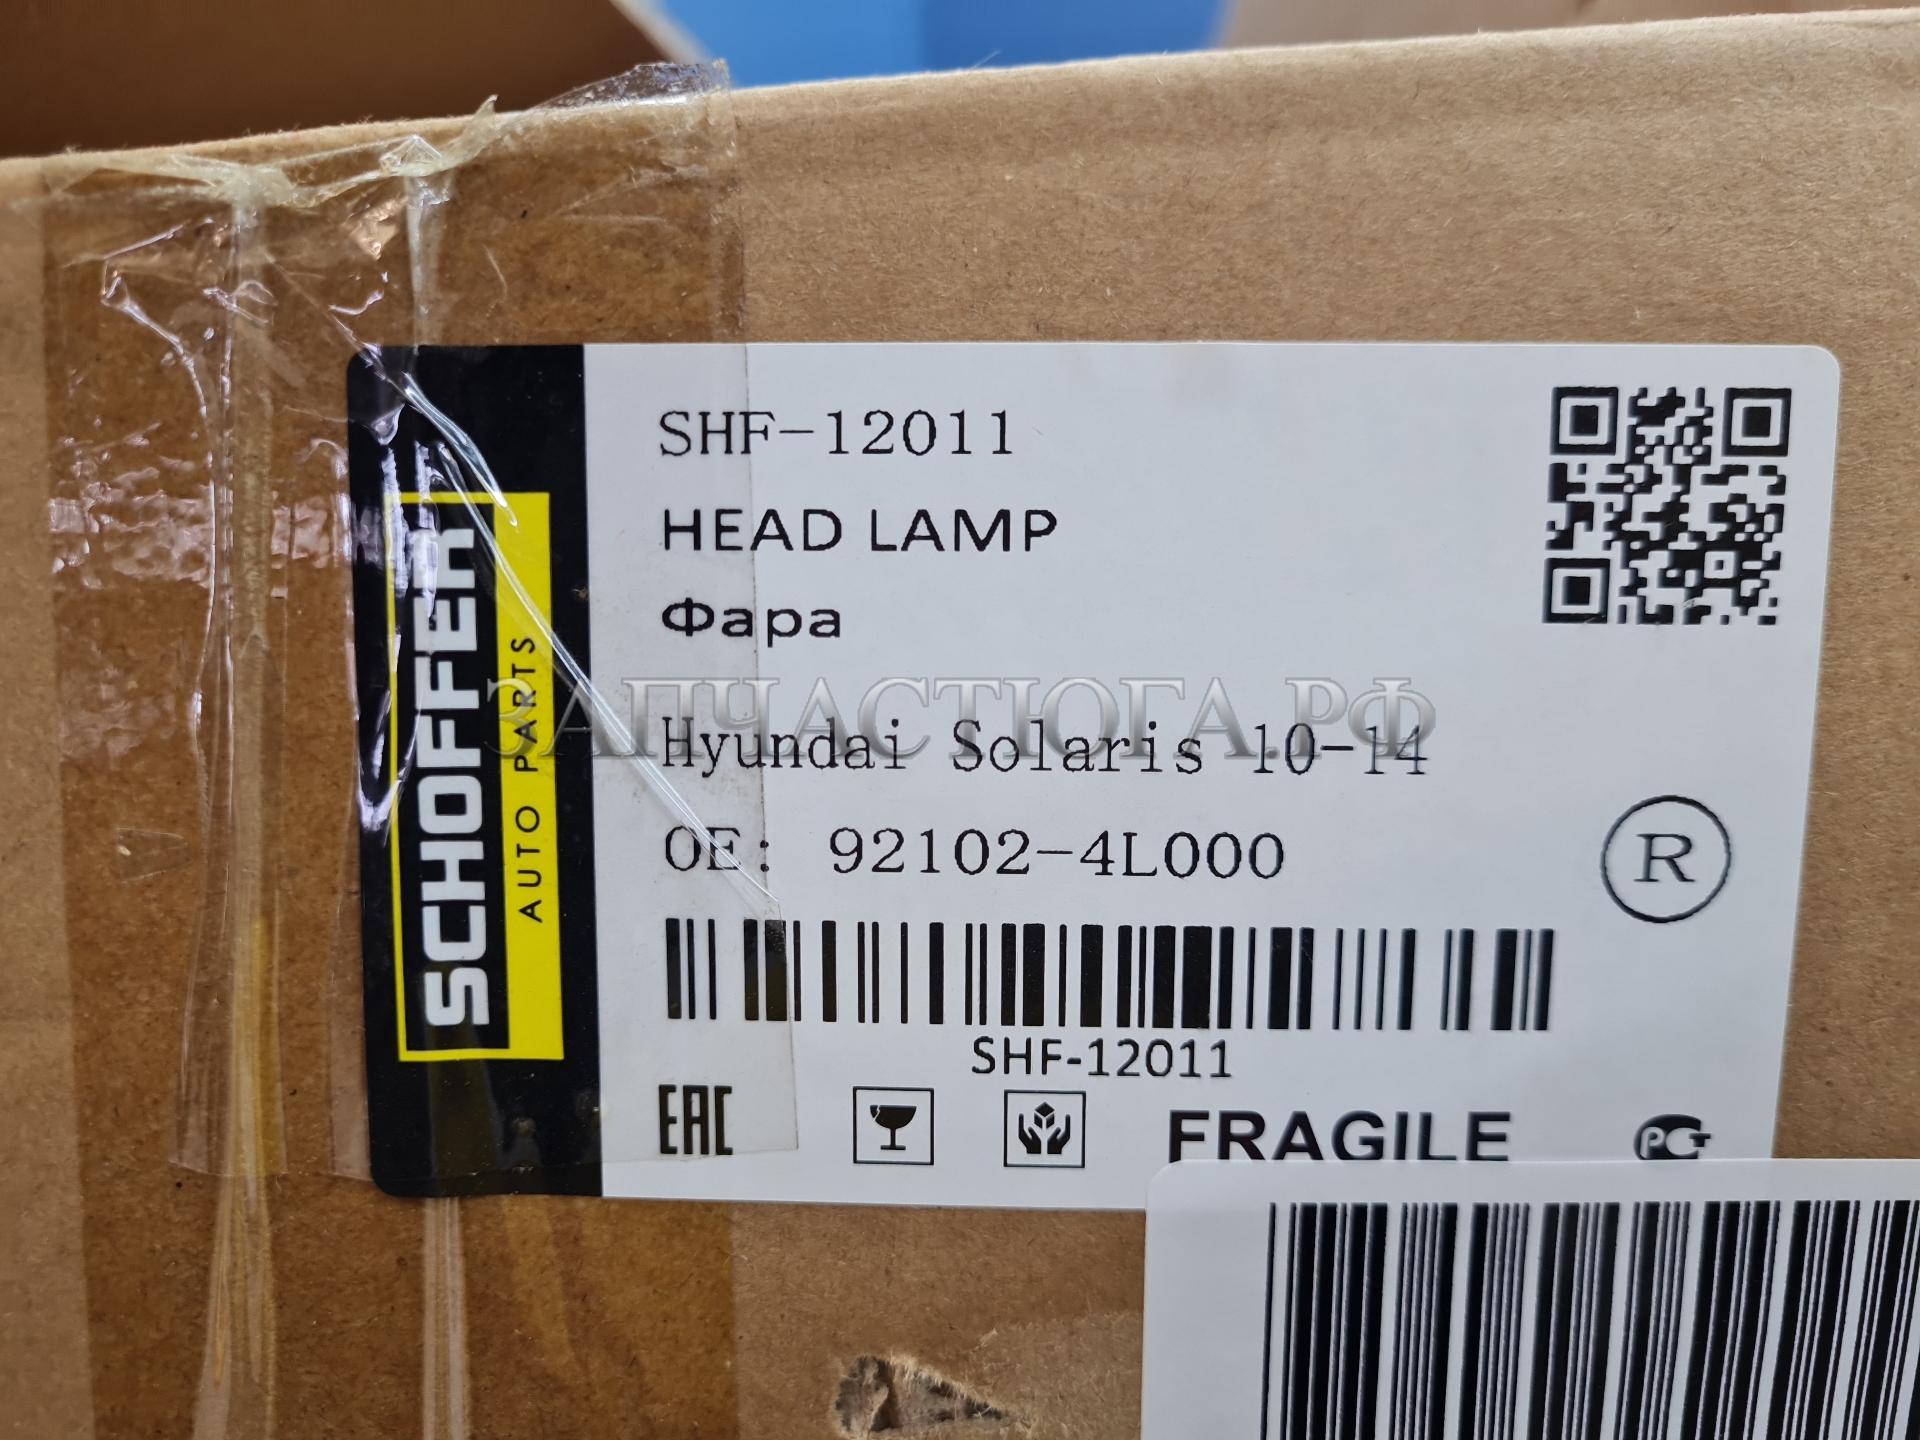 SHF-12011
HEAD LAMP
Фара
ЗАПЧАСТЮГА.РФ
Hyundai Solaris 10-14
OE: 92102-4L000
R
SHF-12011
EAC
FRAGILE
РСТ
SCHOFFER
AUTO PARTS